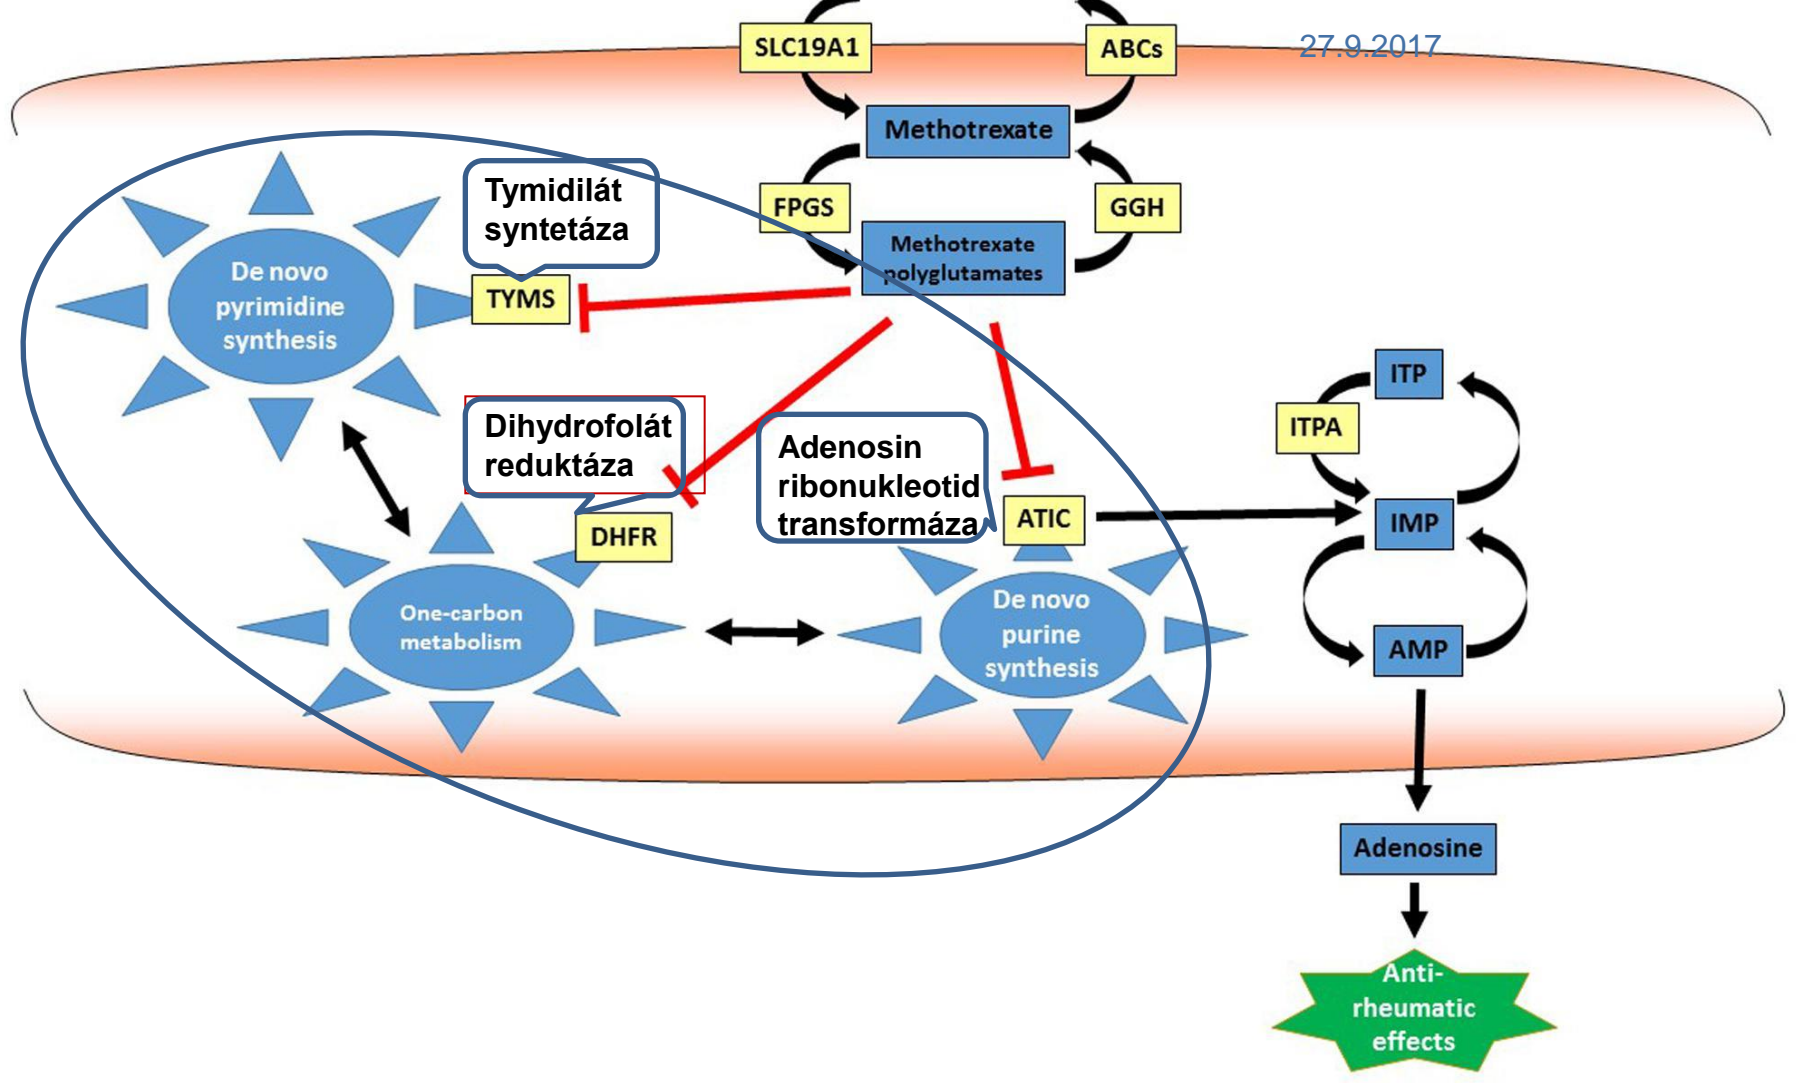 SLC19A1
ABCs
27.9.2017
Methotrexate
FPGS
GGH
Methotrexate
polyglutamates
Tymidilát
syntetáza
TYMS
De novo
pyrimidine
synthesis
ITP
ITPA
IMP
AMP
Dihydrofolát
reduktáza
DHFR
Adenosin
ribonukleotid
transformáza
ATIC
One-carbon
metabolism
De novo
purine
synthesis
Adenosine
Anti-
rheumatic
effects